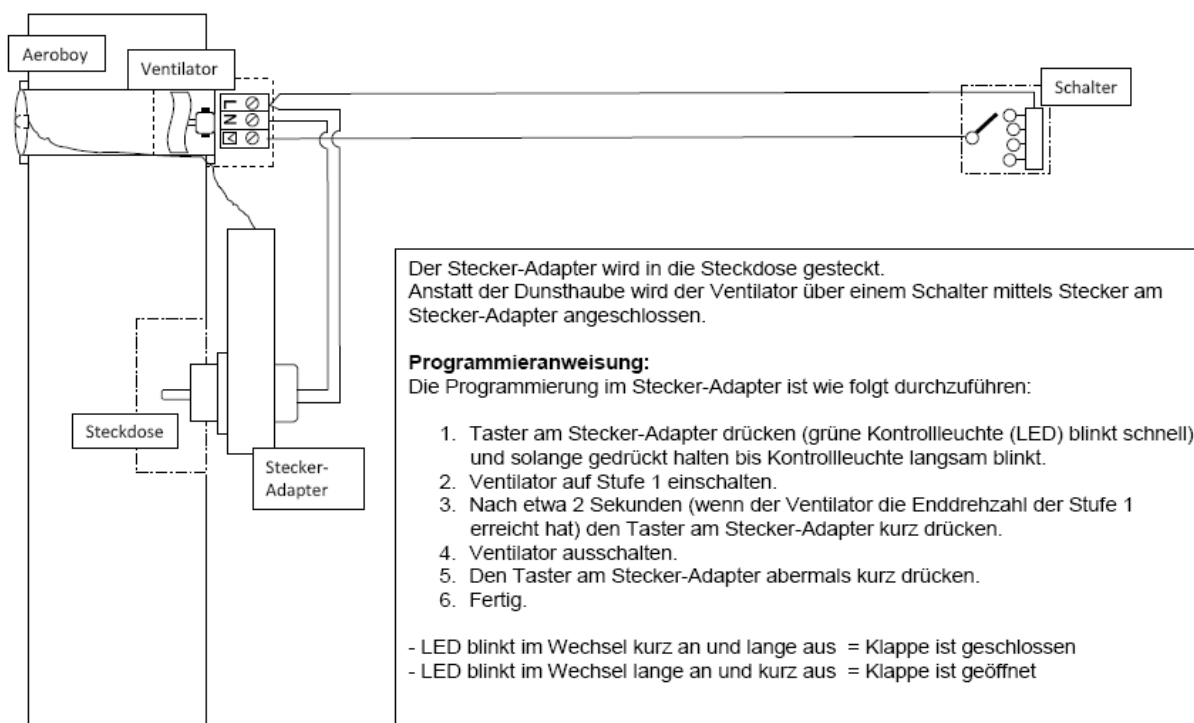 Aeroboy
Ventilator
Schalter
L
N
Steckdose
Stecker-
Adapter
Der Stecker-Adapter wird in die Steckdose gesteckt.
Anstatt der Dunsthaube wird der Ventilator über einem Schalter mittels Stecker am
Stecker-Adapter angeschlossen.
Programmieranweisung:
Die Programmierung im Stecker-Adapter ist wie folgt durchzuführen:
1. Taster am Stecker-Adapter drücken (grüne Kontrollleuchte (LED) blinkt schnell)
und solange gedrückt halten bis Kontrollleuchte langsam blinkt.
2. Ventilator auf Stufe 1 einschalten.
3. Nach etwa 2 Sekunden (wenn der Ventilator die Enddrehzahl der Stufe 1
erreicht hat) den Taster am Stecker-Adapter kurz drücken.
4. Ventilator ausschalten.
5. Den Taster am Stecker-Adapter abermals kurz drücken.
6. Fertig.
- LED blinkt im Wechsel kurz an und lange aus = Klappe ist geschlossen
- LED blinkt im Wechsel lange an und kurz aus = Klappe ist geöffnet